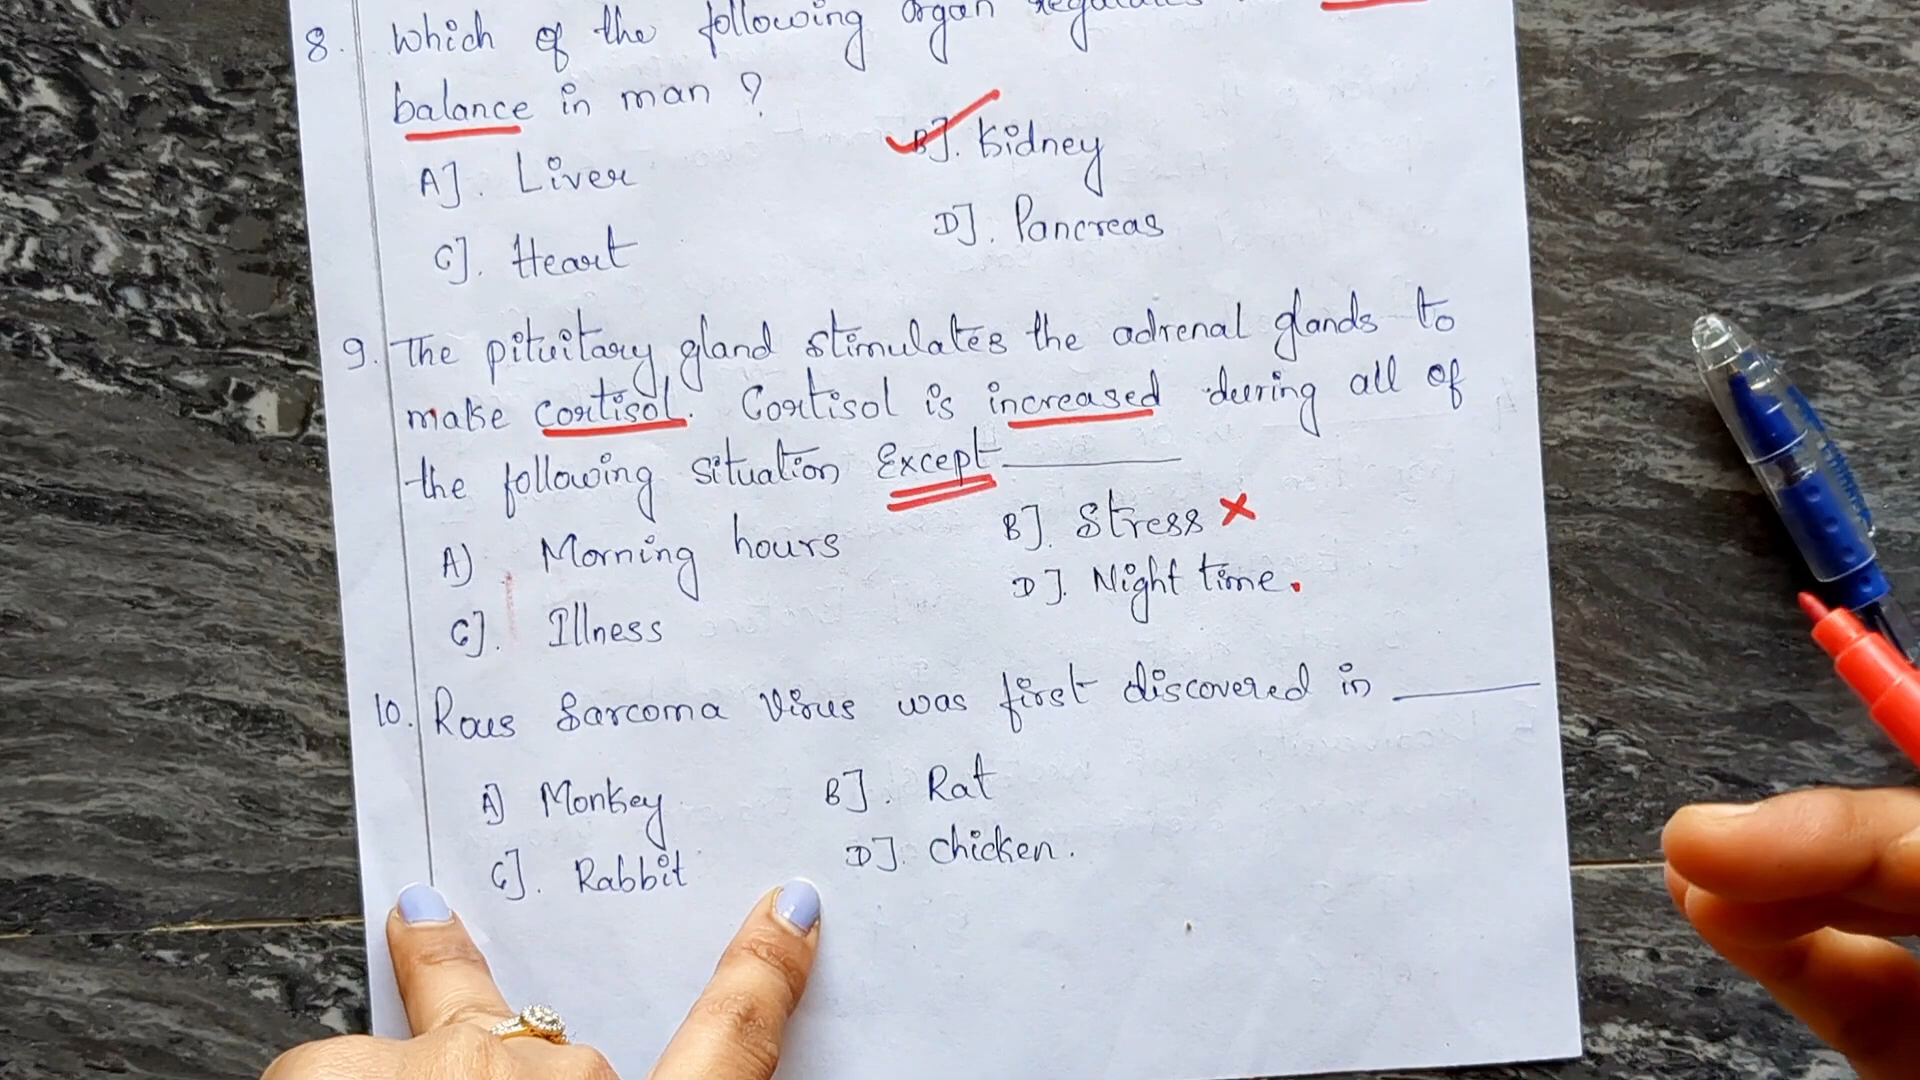 8. Which of the following organ regulates
balance in man ?
A]. Liver B]. Kidney
C]. Heart D]. Pancreas
9. The pituitary gland stimulates the adrenal glands to
make cortisol. Cortisol is increased during all of
the following situation Except
A) Morning hours B]. Stress
C]. Illness D]. Night time.
10. Rous Sarcoma Virus was first discovered in
A] Monkey B]. Rat
C]. Rabbit D]. Chicken.